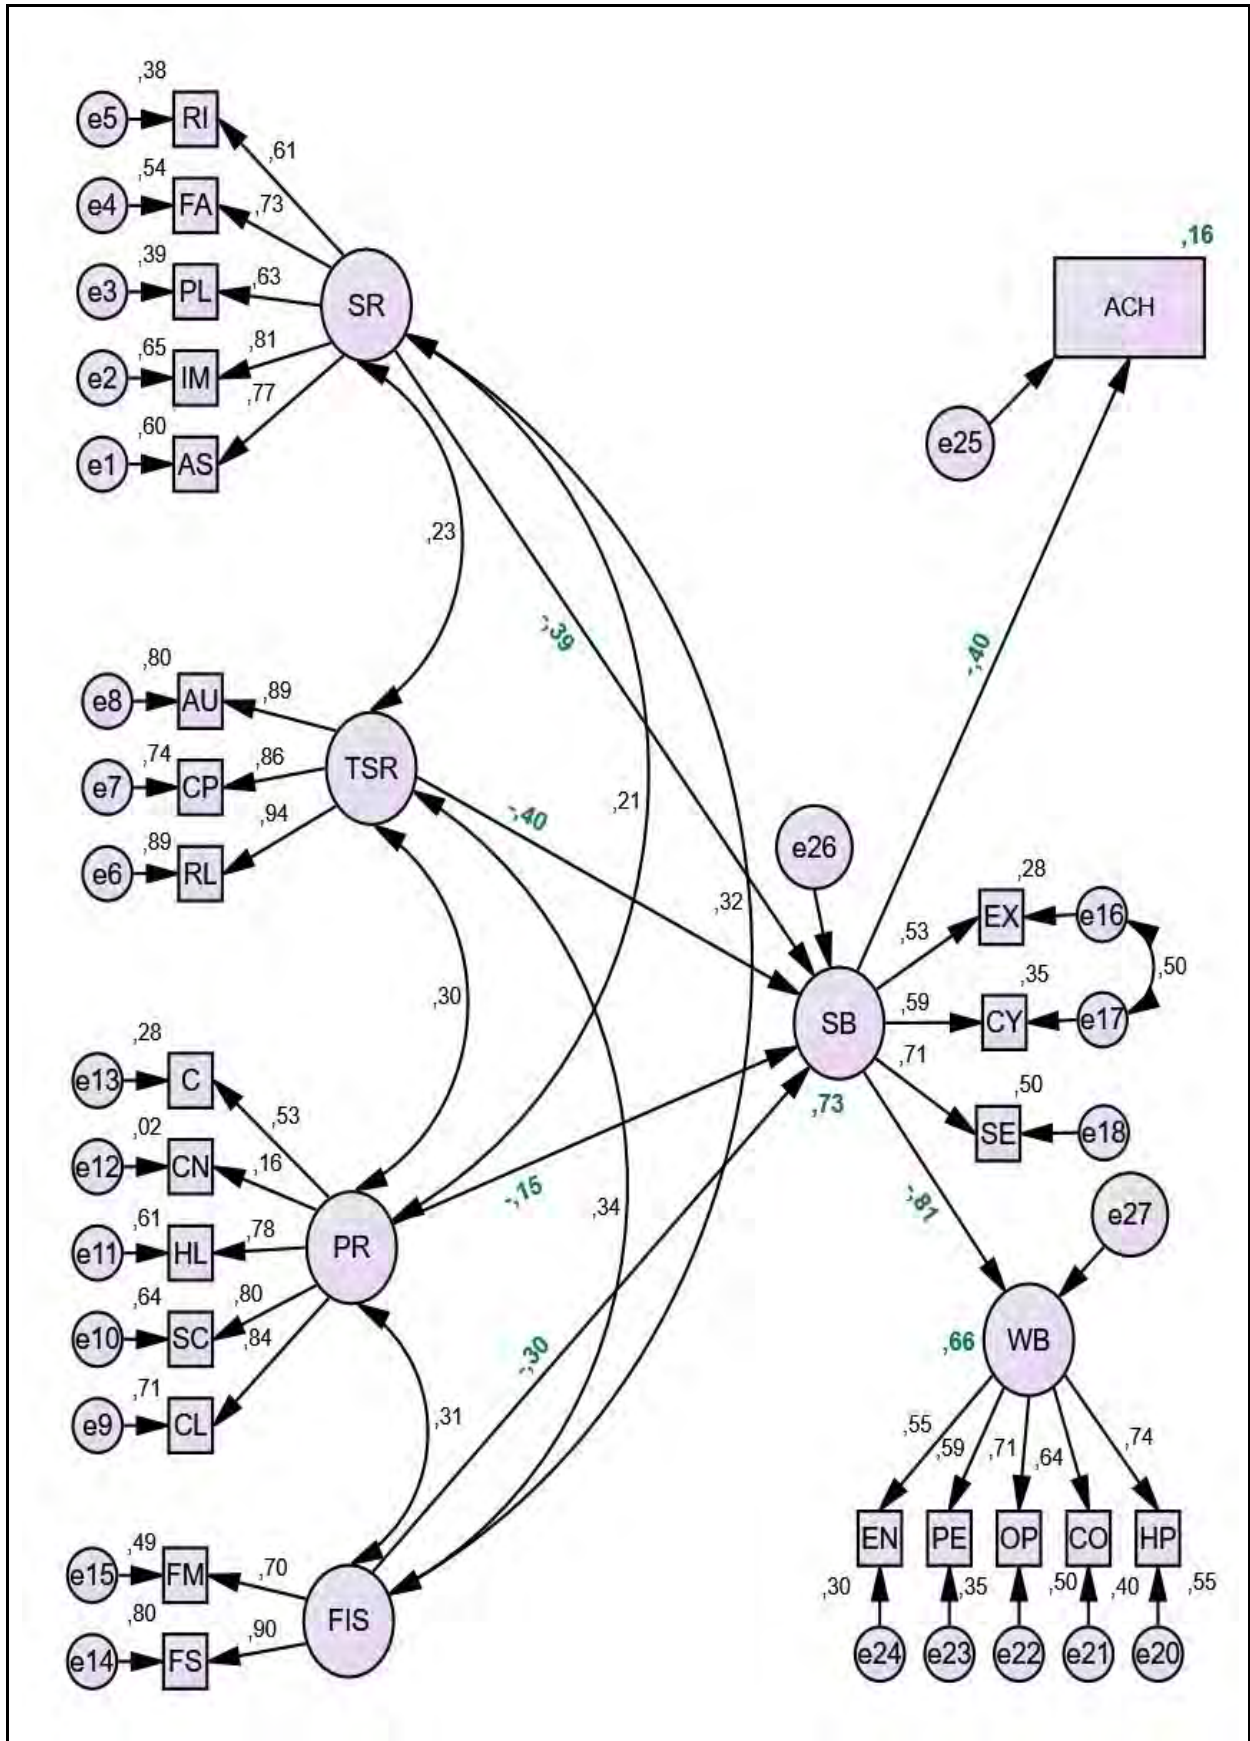 ,38
e5 RI
,61
,54
e4 FA
,73
,39
e3 PL
,63
SR
,65
e2 IM
,81
,60
e1 AS
,77
,16
ACH
e25
,23
-,39
-,40
,80
e8 AU
,89
,74
e7 CP
,86
TSR
,89
e6 RL
,94
-,40
,21
,32
e26
,28
EX e16
,53
,50
,35
CY e17
,59
SB
,73
,50
SE e18
,71
,30
,28
e13 C
,53
,02
e12 CN
,16
,61
e11 HL
,78
PR
,64
e10 SC
,80
,71
e9 CL
,84
-,15
,34
-,30
,31
-,81
e27
,66 WB
,55 ,59 ,71 ,64 ,74
EN PE OP CO HP
,30 ,35 ,50 ,40 ,55
e24 e23 e22 e21 e20
,49
e15 FM
,70
FIS
,80
e14 FS
,90